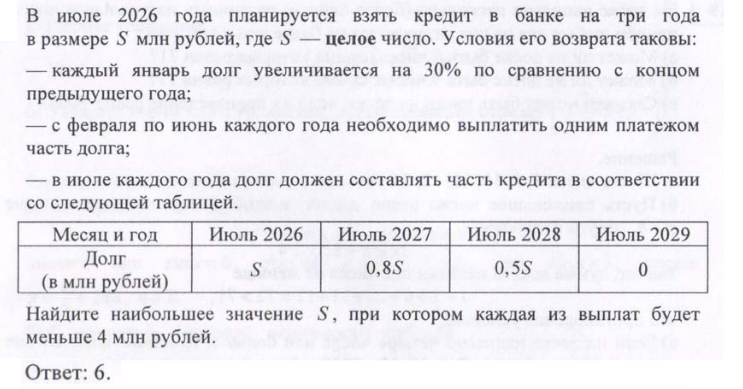 В июле 2026 года планируется взять кредит в банке на три года
в размере S млн рублей, где S — целое число. Условия его возврата таковы:
— каждый январь долг увеличивается на 30% по сравнению с концом
предыдущего года;
— с февраля по июнь каждого года необходимо выплатить одним платежом
часть долга;
— в июле каждого года долг должен составлять часть кредита в соответствии
со следующей таблицей.
Месяц и год Июль 2026 Июль 2027 Июль 2028 Июль 2029
Долг
(в млн рублей) S 0,8S 0,5S 0
Найдите наибольшее значение S, при котором каждая из выплат будет
меньше 4 млн рублей.
Ответ: 6.